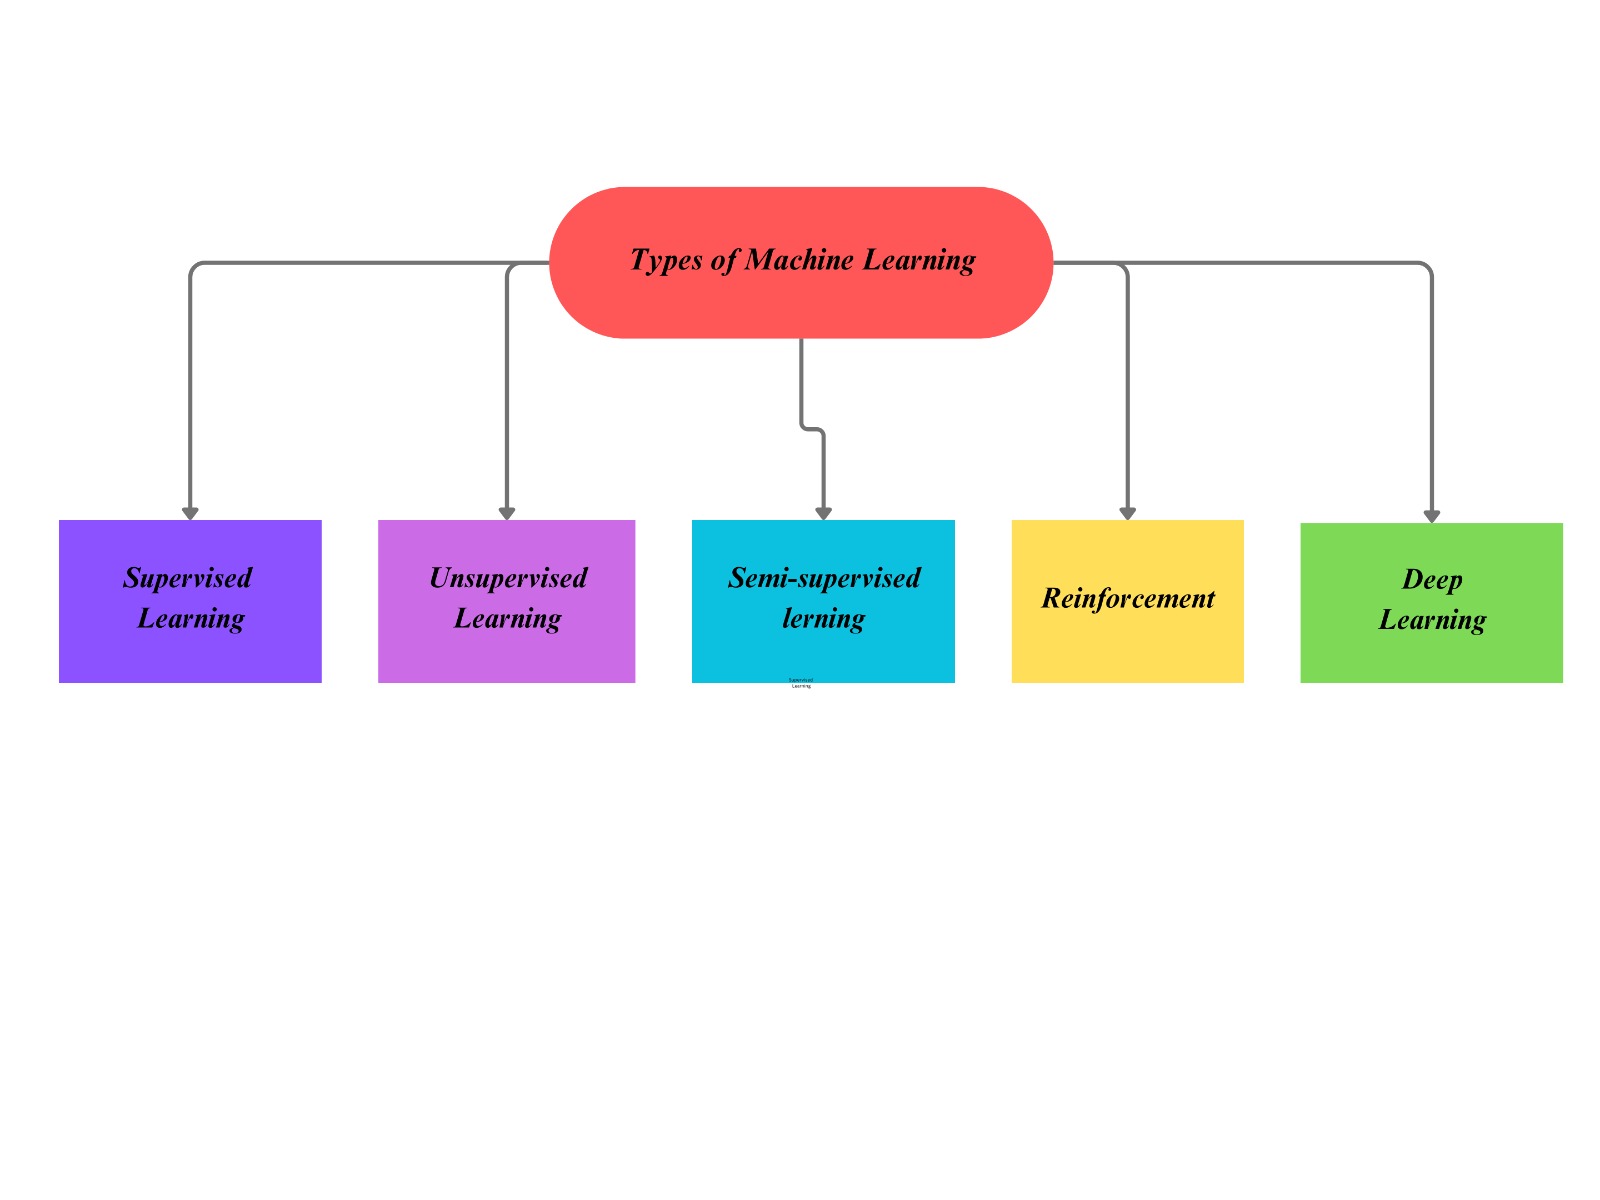 Types of Machine Learning
Supervised
Learning
Unsupervised
Learning
Semi-supervised
lerning
Reinforcement
Deep
Learning
Supervised
Learning